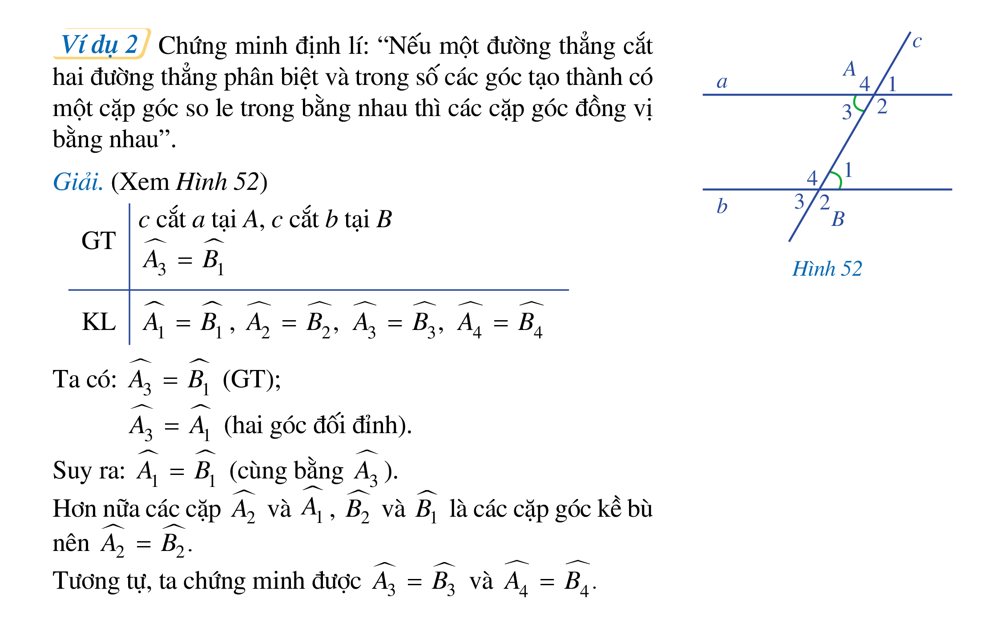 Ví dụ 2 Chứng minh định lí: “Nếu một đường thẳng cắt
hai đường thẳng phân biệt và trong số các góc tạo thành có
một cặp góc so le trong bằng nhau thì các cặp góc đồng vị
bằng nhau”.
Giải. (Xem Hình 52)
GT
c cắt a tại A, c cắt b tại B
$\widehat{A_3} = \widehat{B_1}$
KL
$\widehat{A_1} = \widehat{B_1}$, $\widehat{A_2} = \widehat{B_2}$, $\widehat{A_3} = \widehat{B_3}$, $\widehat{A_4} = \widehat{B_4}$
Ta có: $\widehat{A_3} = \widehat{B_1}$ (GT);
$\widehat{A_3} = \widehat{A_1}$ (hai góc đối đỉnh).
Suy ra: $\widehat{A_1} = \widehat{B_1}$ (cùng bằng $\widehat{A_3}$).
Hơn nữa các cặp $\widehat{A_2}$ và $\widehat{A_1}$, $\widehat{B_2}$ và $\widehat{B_1}$ là các cặp góc kề bù
nên $\widehat{A_2} = \widehat{B_2}$.
Tương tự, ta chứng minh được $\widehat{A_3} = \widehat{B_3}$ và $\widehat{A_4} = \widehat{B_4}$.
c
A
a
4 1
3 2
4 1
b
3 2
B
Hình 52